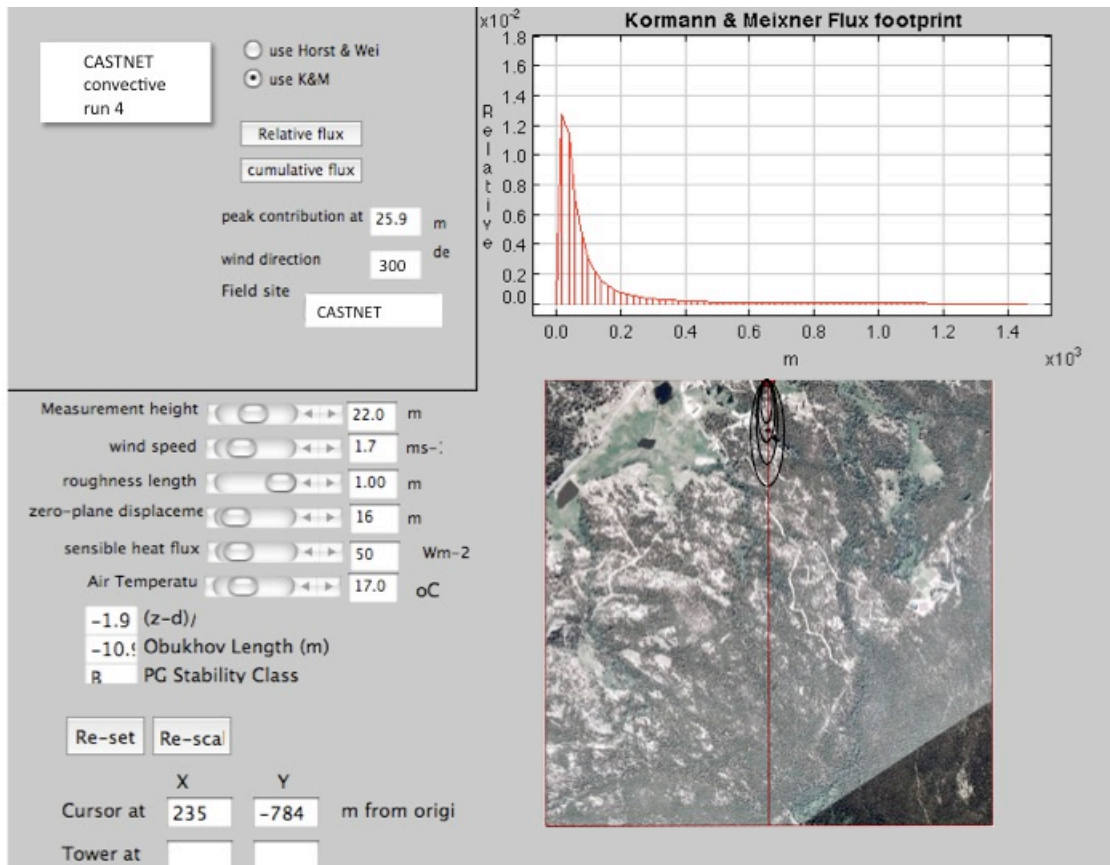 CASTNET
convective
run 4
use Horst & Wei
use K&M
Relative flux
cumulative flux
peak contribution at 25.9 m
wind direction 300 de
Field site
CASTNET
x10-2
Kormann & Meixner Flux footprint
Relative
1.8
1.6
1.4
1.2
1.0
0.8
0.6
0.4
0.2
0.0
0.0 0.2 0.4 0.6 0.8 1.0 1.2 1.4
m
x10³
Measurement height 22.0 m
wind speed 1.7 ms-
roughness length 1.00 m
zero-plane displaceme 16 m
sensible heat flux 50 Wm-2
Air Temperatu 17.0 oC
-1.9 (z-d)/
-10.9 Obukhov Length (m)
B PG Stability Class
Re-set Re-scal
X Y
Cursor at 235 -784 m from origi
Tower at